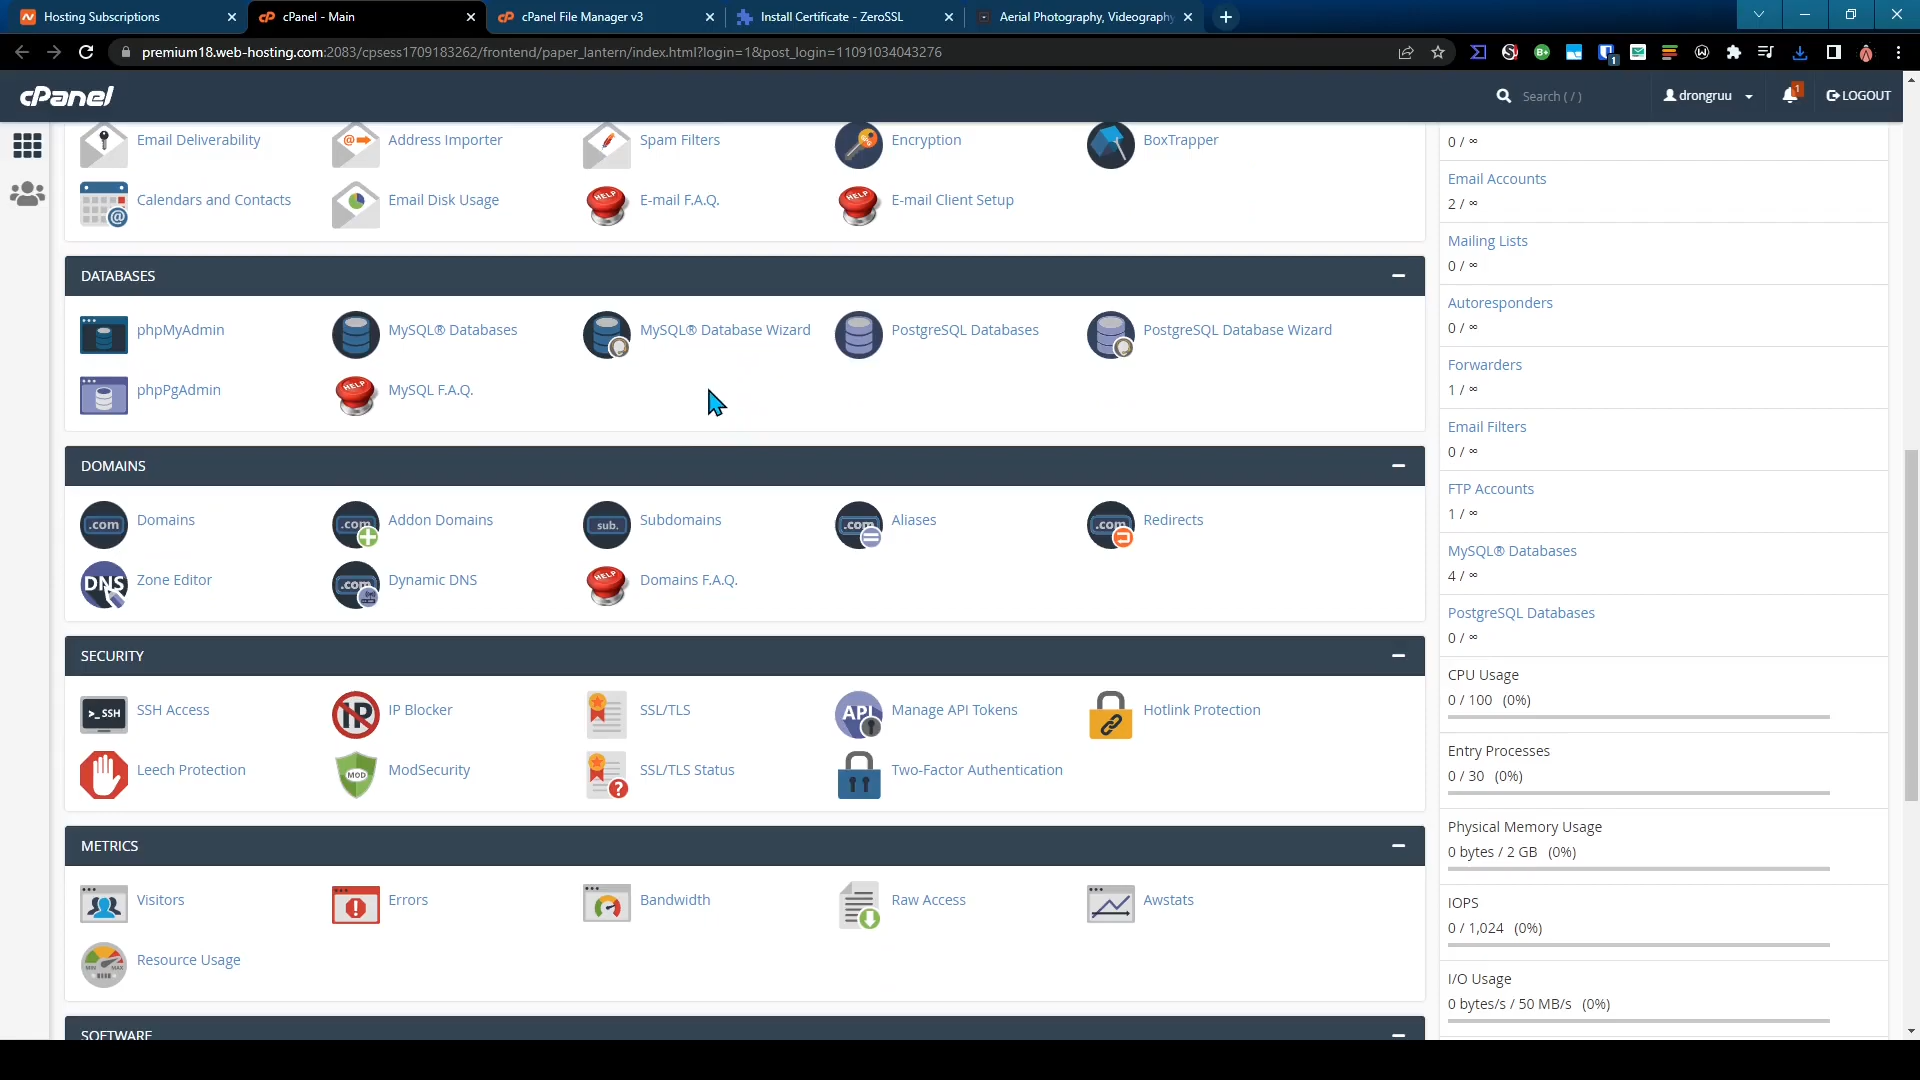 Hosting Subscriptions
cPanel - Main
cPanel File Manager v3
Install Certificate - ZeroSSL
Aerial Photography, Videography
premium18.web-hosting.com:2083/cpsess1709183262/frontend/paper_lantern/index.html?login=1&post_login=11091034043276
cPanel
Search ( / )
drongruu
1
LOGOUT
Email Deliverability
Address Importer
Spam Filters
Encryption
BoxTrapper
Calendars and Contacts
Email Disk Usage
E-mail F.A.Q.
E-mail Client Setup
DATABASES
phpMyAdmin
MySQL® Databases
MySQL® Database Wizard
PostgreSQL Databases
PostgreSQL Database Wizard
phpPgAdmin
MySQL F.A.Q.
DOMAINS
Domains
Addon Domains
Subdomains
Aliases
Redirects
Zone Editor
Dynamic DNS
Domains F.A.Q.
SECURITY
SSH Access
IP Blocker
SSL/TLS
Manage API Tokens
Hotlink Protection
Leech Protection
ModSecurity
SSL/TLS Status
Two-Factor Authentication
METRICS
Visitors
Errors
Bandwidth
Raw Access
Awstats
Resource Usage
SOFTWARE
0 / ∞
Email Accounts
2 / ∞
Mailing Lists
0 / ∞
Autoresponders
0 / ∞
Forwarders
1 / ∞
Email Filters
0 / ∞
FTP Accounts
1 / ∞
MySQL® Databases
4 / ∞
PostgreSQL Databases
0 / ∞
CPU Usage
0 / 100 (0%)
Entry Processes
0 / 30 (0%)
Physical Memory Usage
0 bytes / 2 GB (0%)
IOPS
0 / 1,024 (0%)
I/O Usage
0 bytes/s / 50 MB/s (0%)